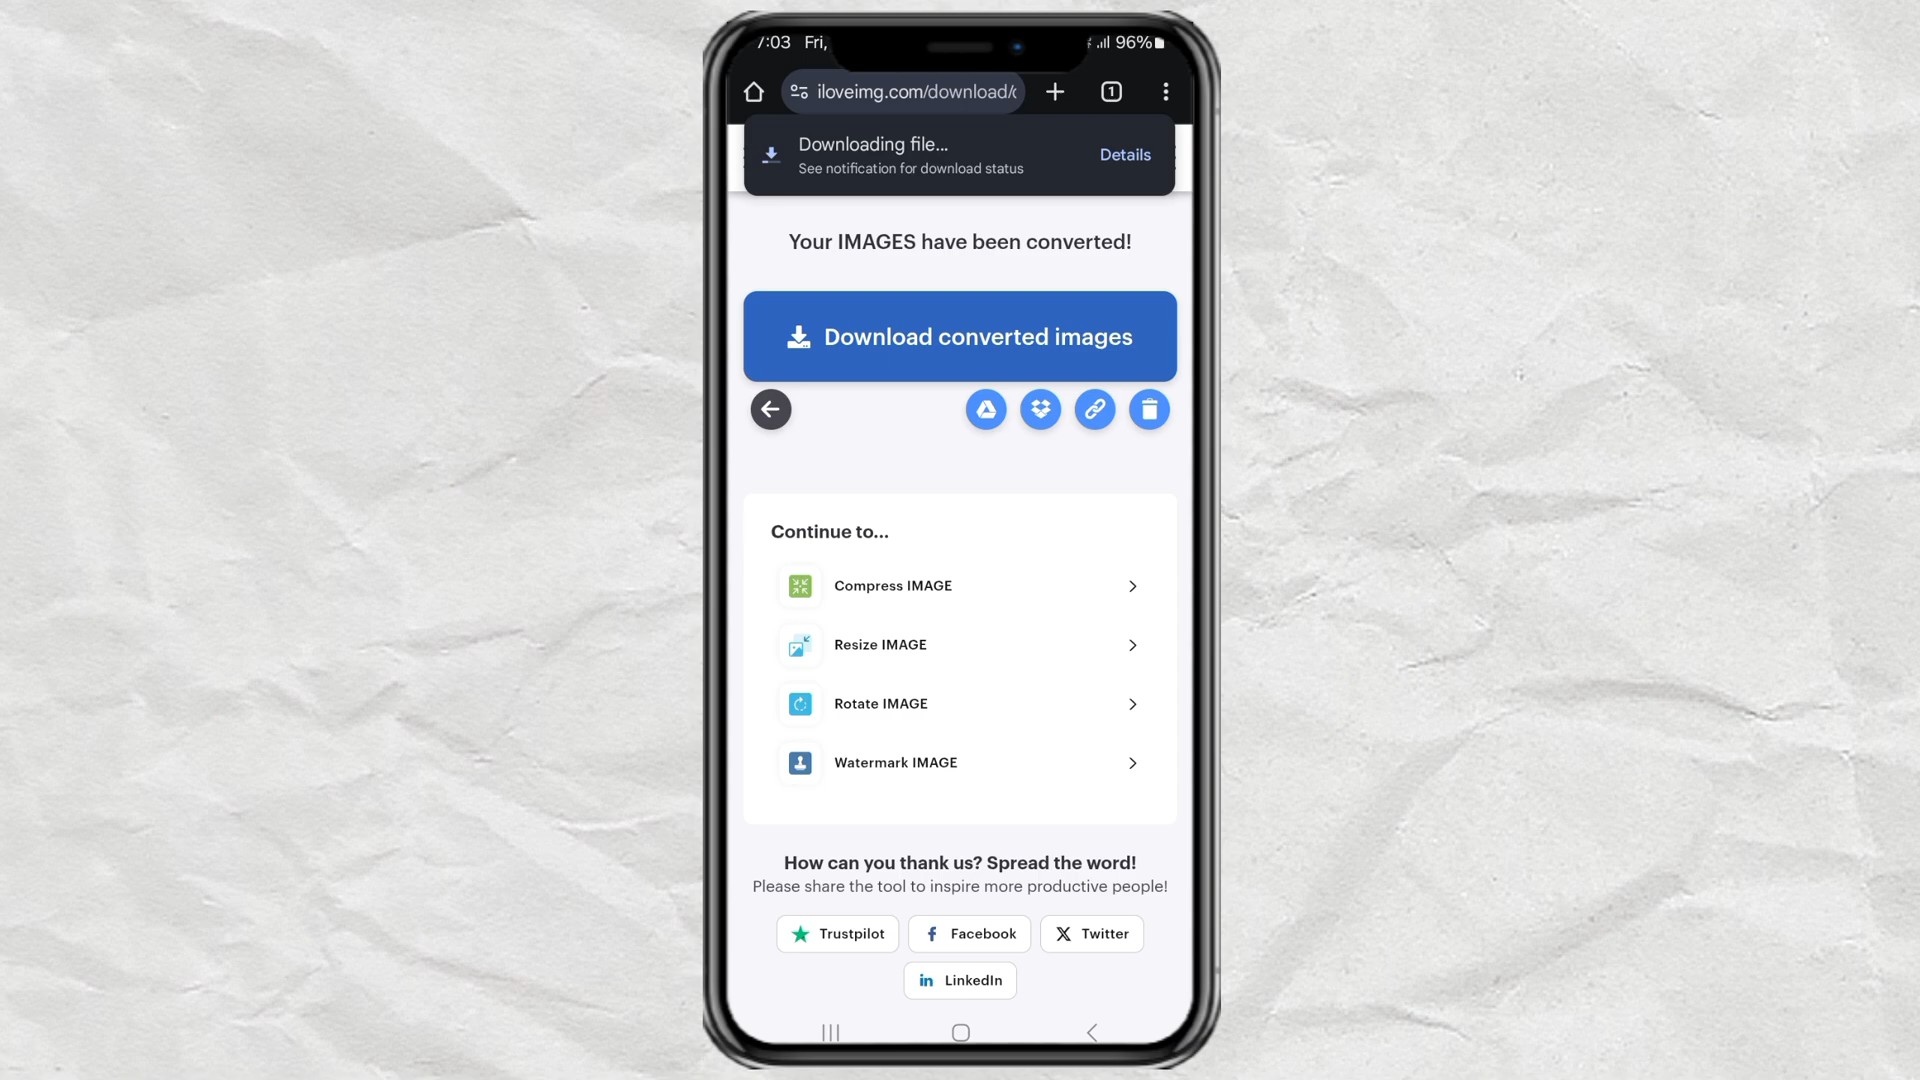 7:03 Fri, 96%
iloveimg.com/download/ 1
Downloading file...
See notification for download status
Details
Your IMAGES have been converted!
Download converted images
Continue to...
Compress IMAGE
Resize IMAGE
Rotate IMAGE
Watermark IMAGE
How can you thank us? Spread the word!
Please share the tool to inspire more productive people!
Trustpilot Facebook Twitter
LinkedIn